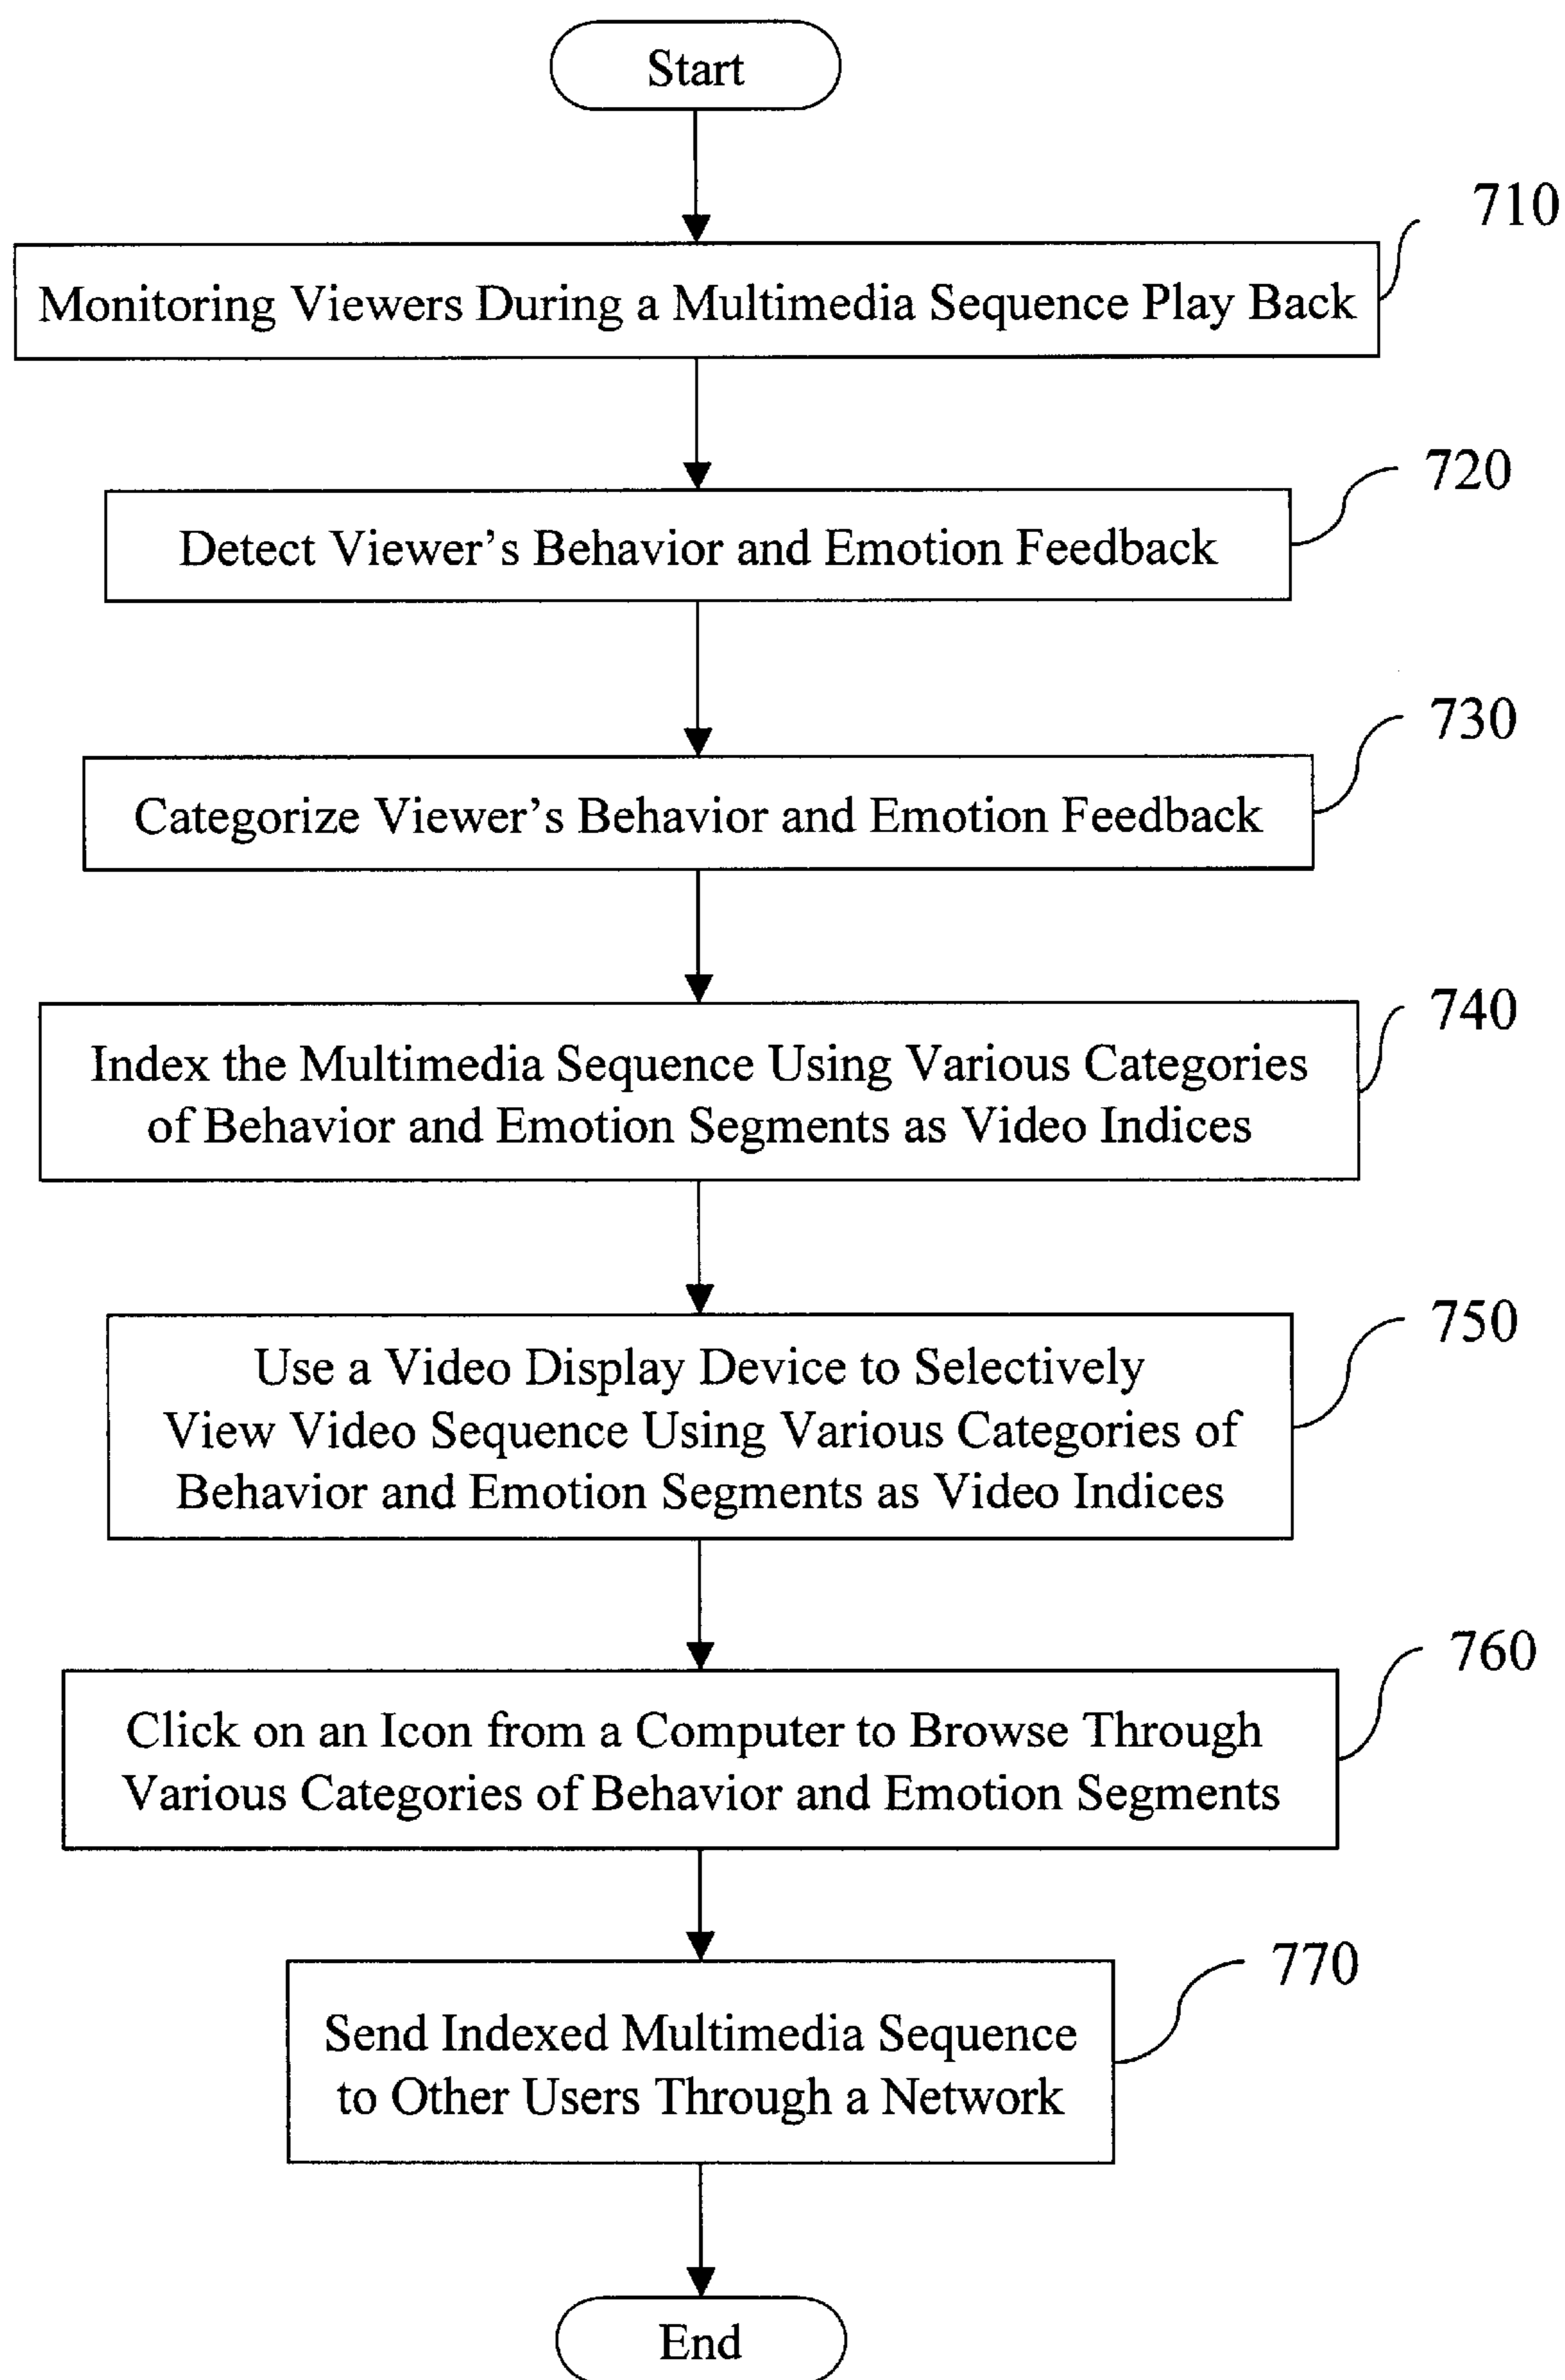 Start
710
Monitoring Viewers During a Multimedia Sequence Play Back
720
Detect Viewer’s Behavior and Emotion Feedback
730
Categorize Viewer’s Behavior and Emotion Feedback
740
Index the Multimedia Sequence Using Various Categories
of Behavior and Emotion Segments as Video Indices
750
Use a Video Display Device to Selectively
View Video Sequence Using Various Categories of
Behavior and Emotion Segments as Video Indices
760
Click on an Icon from a Computer to Browse Through
Various Categories of Behavior and Emotion Segments
770
Send Indexed Multimedia Sequence
to Other Users Through a Network
End